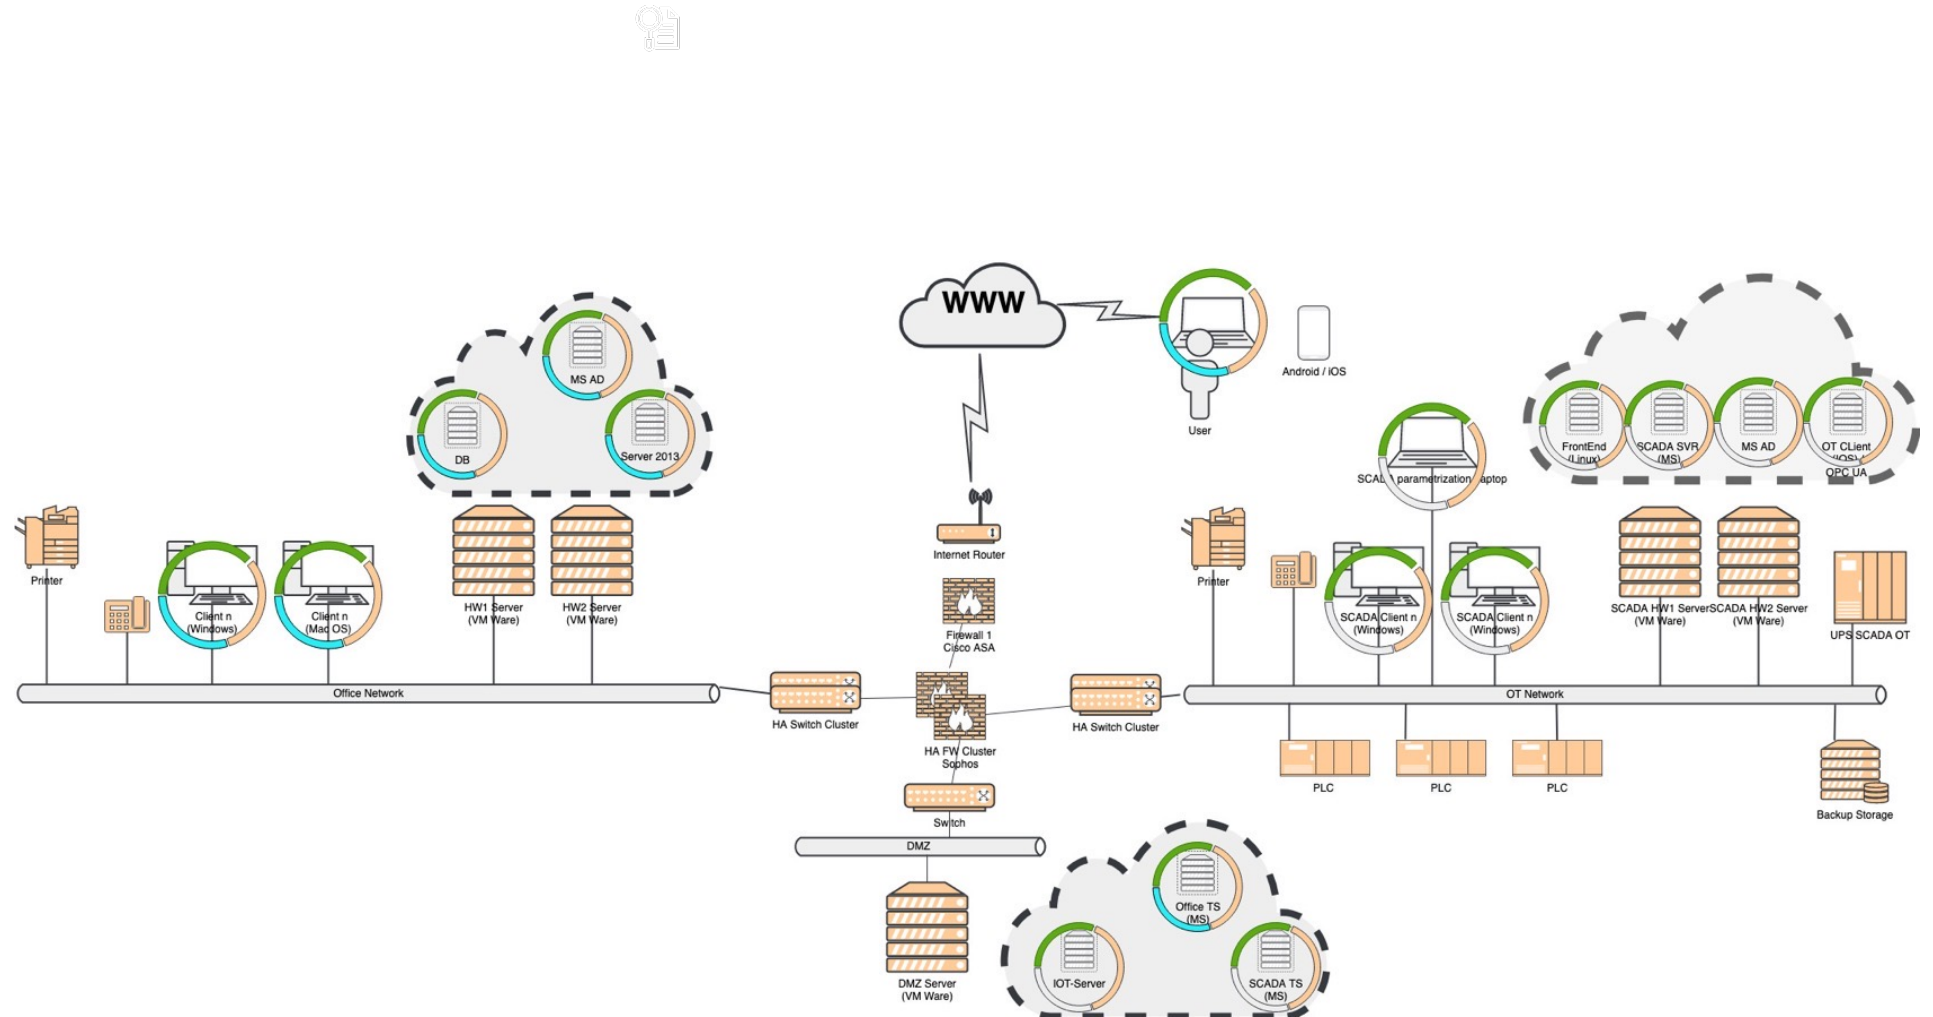 WWW
Android / iOS
User
MS AD
DB
Server 2013
FrontEnd
(Linux)
SCADA SVR
(MS)
MS AD
OT CLient
OPC UA
parametrization
Internet Router
Printer
Client n
(Windows)
Client n
(Mac OS)
HW1 Server
(VM Ware)
HW2 Server
(VM Ware)
Firewall 1
Cisco ASA
Printer
SCADA Client n
(Windows)
SCADA Client n
(Windows)
SCADA HW1 Server
(VM Ware)
SCADA HW2 Server
(VM Ware)
UPS SCADA OT
Office Network
OT Network
HA Switch Cluster
HA FW Cluster
Sophos
HA Switch Cluster
PLC
PLC
PLC
Backup Storage
Switch
DMZ
DMZ Server
(VM Ware)
Office TS
(MS)
IOT-Server
SCADA TS
(MS)